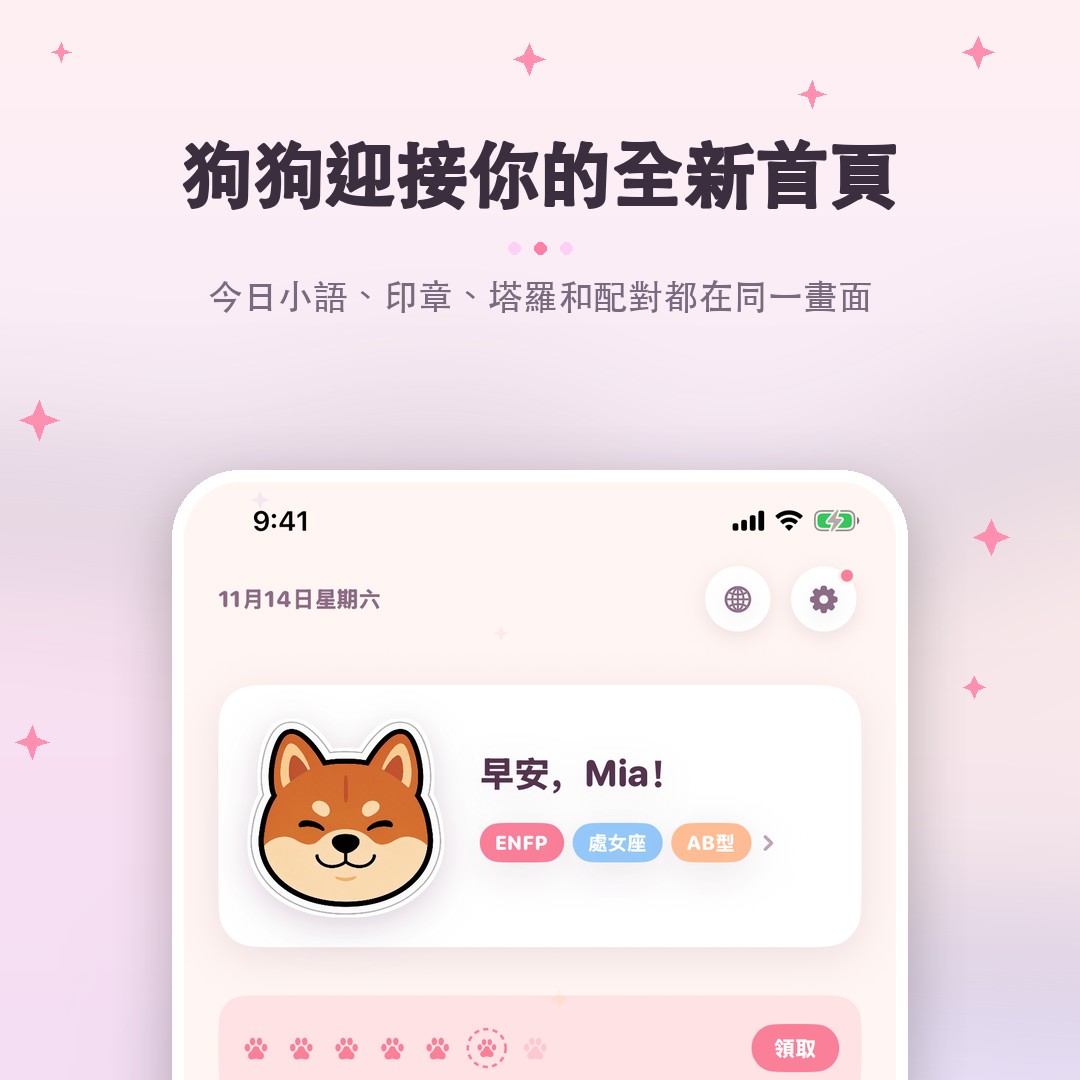 狗狗迎接你的全新首頁
今日小語、印章、塔羅和配對都在同一畫面
9:41
11月14日星期六
早安，Mia！
ENFP 處女座 AB型
領取